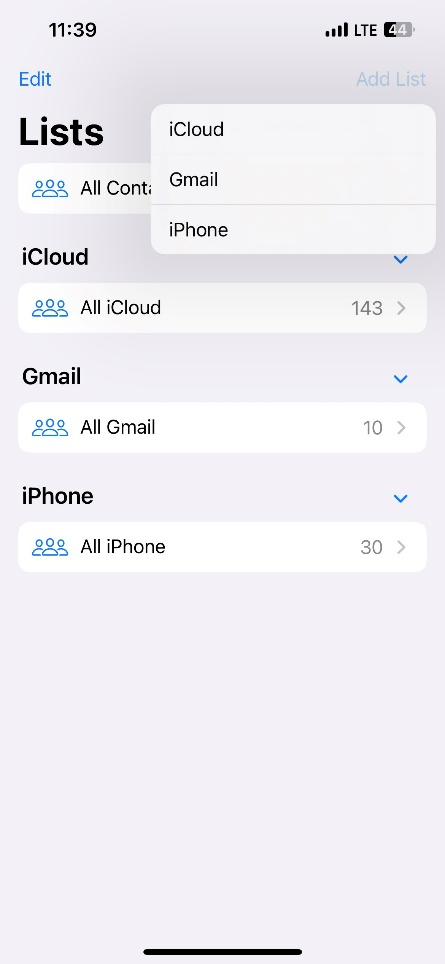 11:39 LTE 44
Edit Add List
iCloud
Lists
Gmail
All Conta
iPhone
iCloud
All iCloud 143
Gmail
All Gmail 10
iPhone
All iPhone 30